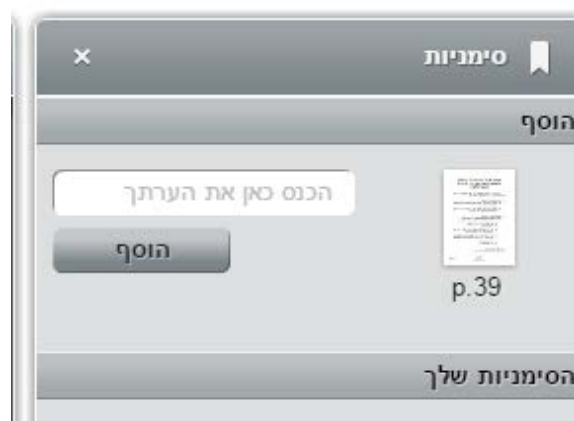 סימניות ×
הוסף
הכנס כאן את הערתך
הוסף
p.39
הסימניות שלך